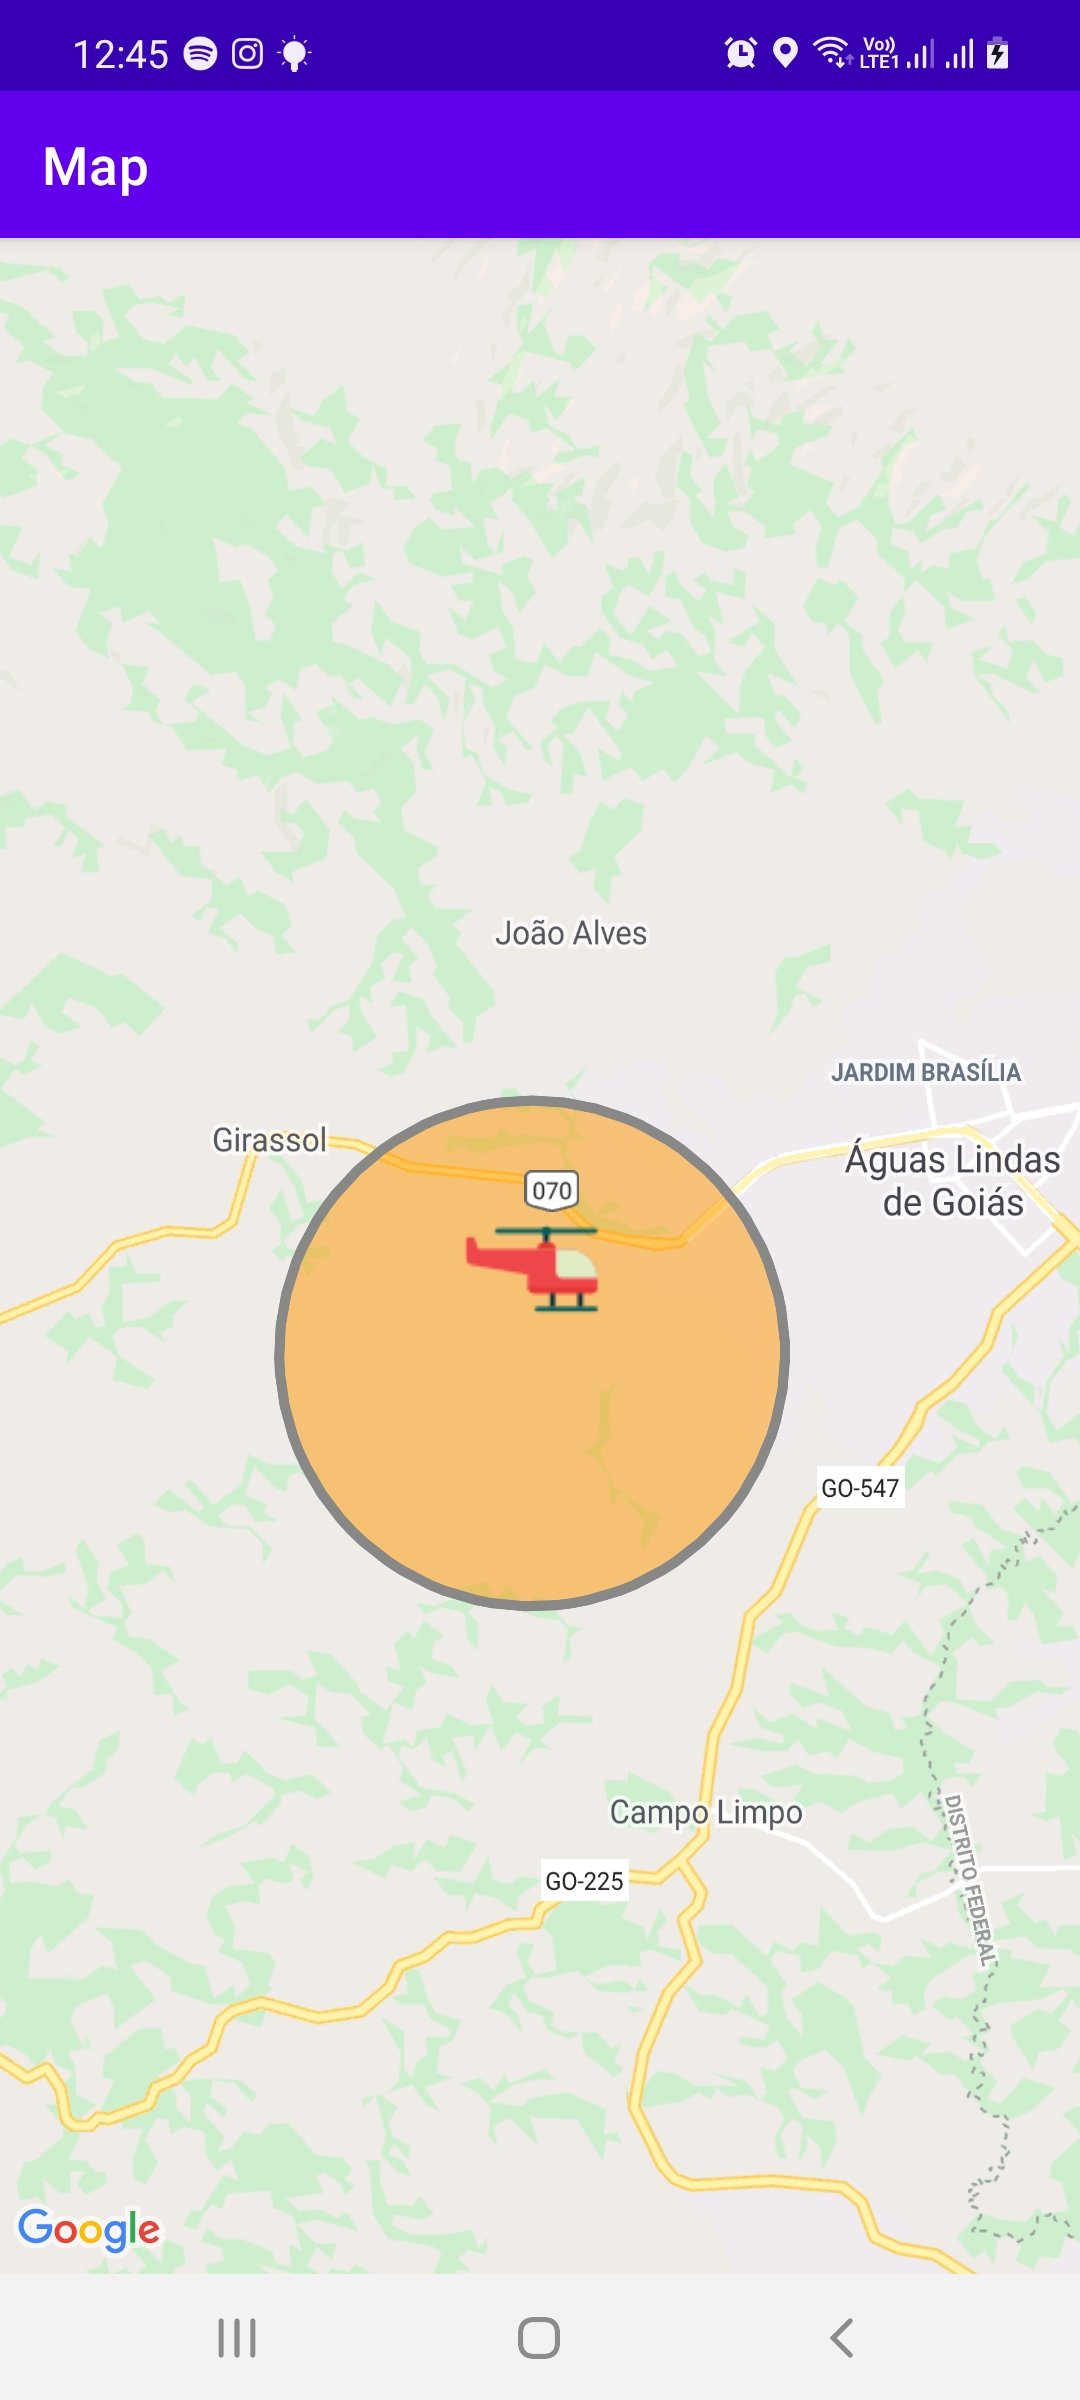 12:45
Vo))
LTE1
Map
João Alves
JARDIM BRASÍLIA
Girassol
Águas Lindas
de Goiás
070
GO-547
Campo Limpo
DISTRITO FEDERAL
GO-225
Google